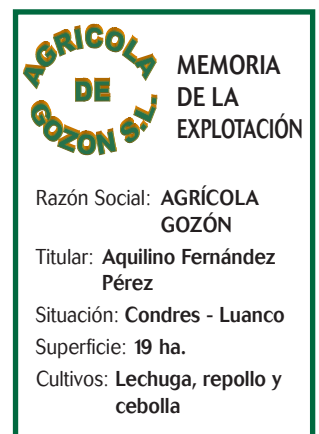 AGRICOLA
DE
GOZON S.L.
MEMORIA
DE LA
EXPLOTACIÓN
Razón Social: AGRÍCOLA
GOZÓN
Titular: Aquilino Fernández
Pérez
Situación: Condres - Luanco
Superficie: 19 ha.
Cultivos: Lechuga, repollo y
cebolla